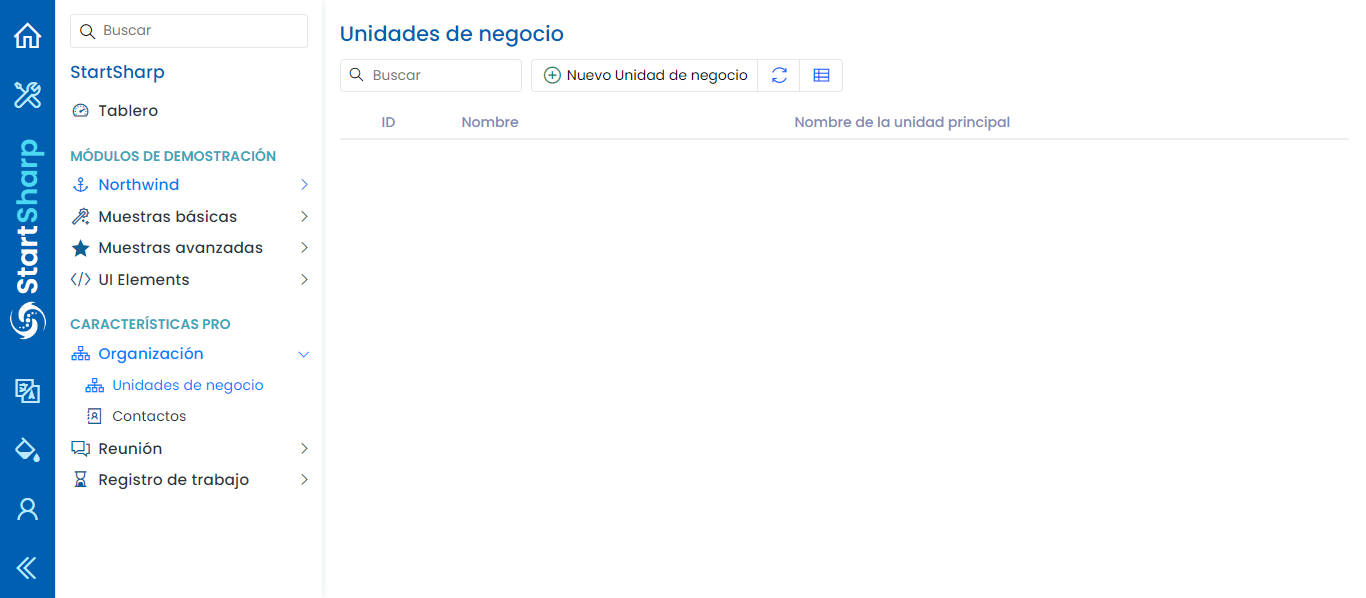 StartSharp
Buscar
StartSharp
Tablero
MÓDULOS DE DEMOSTRACIÓN
Northwind
Muestras básicas
Muestras avanzadas
UI Elements
CARACTERÍSTICAS PRO
Organización
Unidades de negocio
Contactos
Reunión
Registro de trabajo
Unidades de negocio
Buscar
Nuevo Unidad de negocio
ID Nombre Nombre de la unidad principal